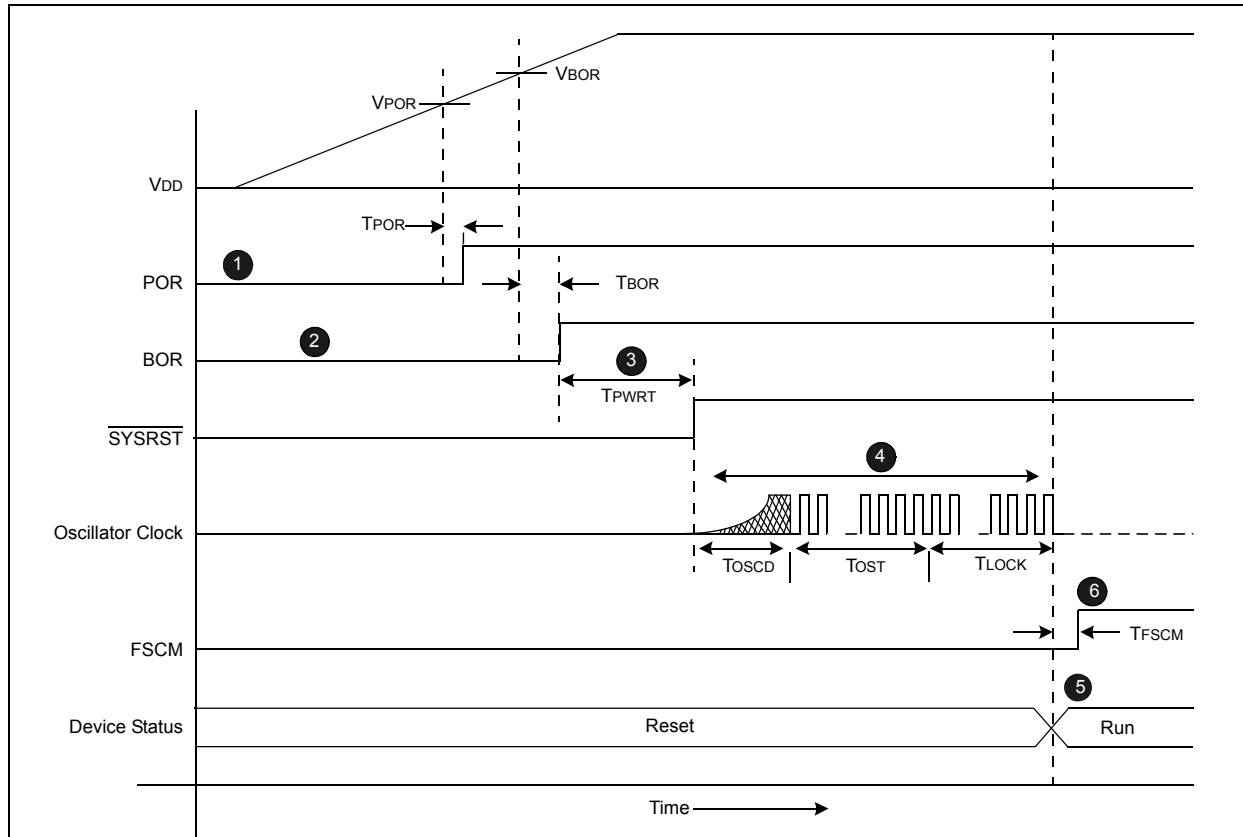 VBOR
VPOR
VDD
TPOR
1
POR
TBOR
2
BOR
3
TPWRT
SYSRST
4
Oscillator Clock
TOSCD
TOST
TLOCK
6
TFSCM
FSCM
5
Device Status
Reset
Run
Time